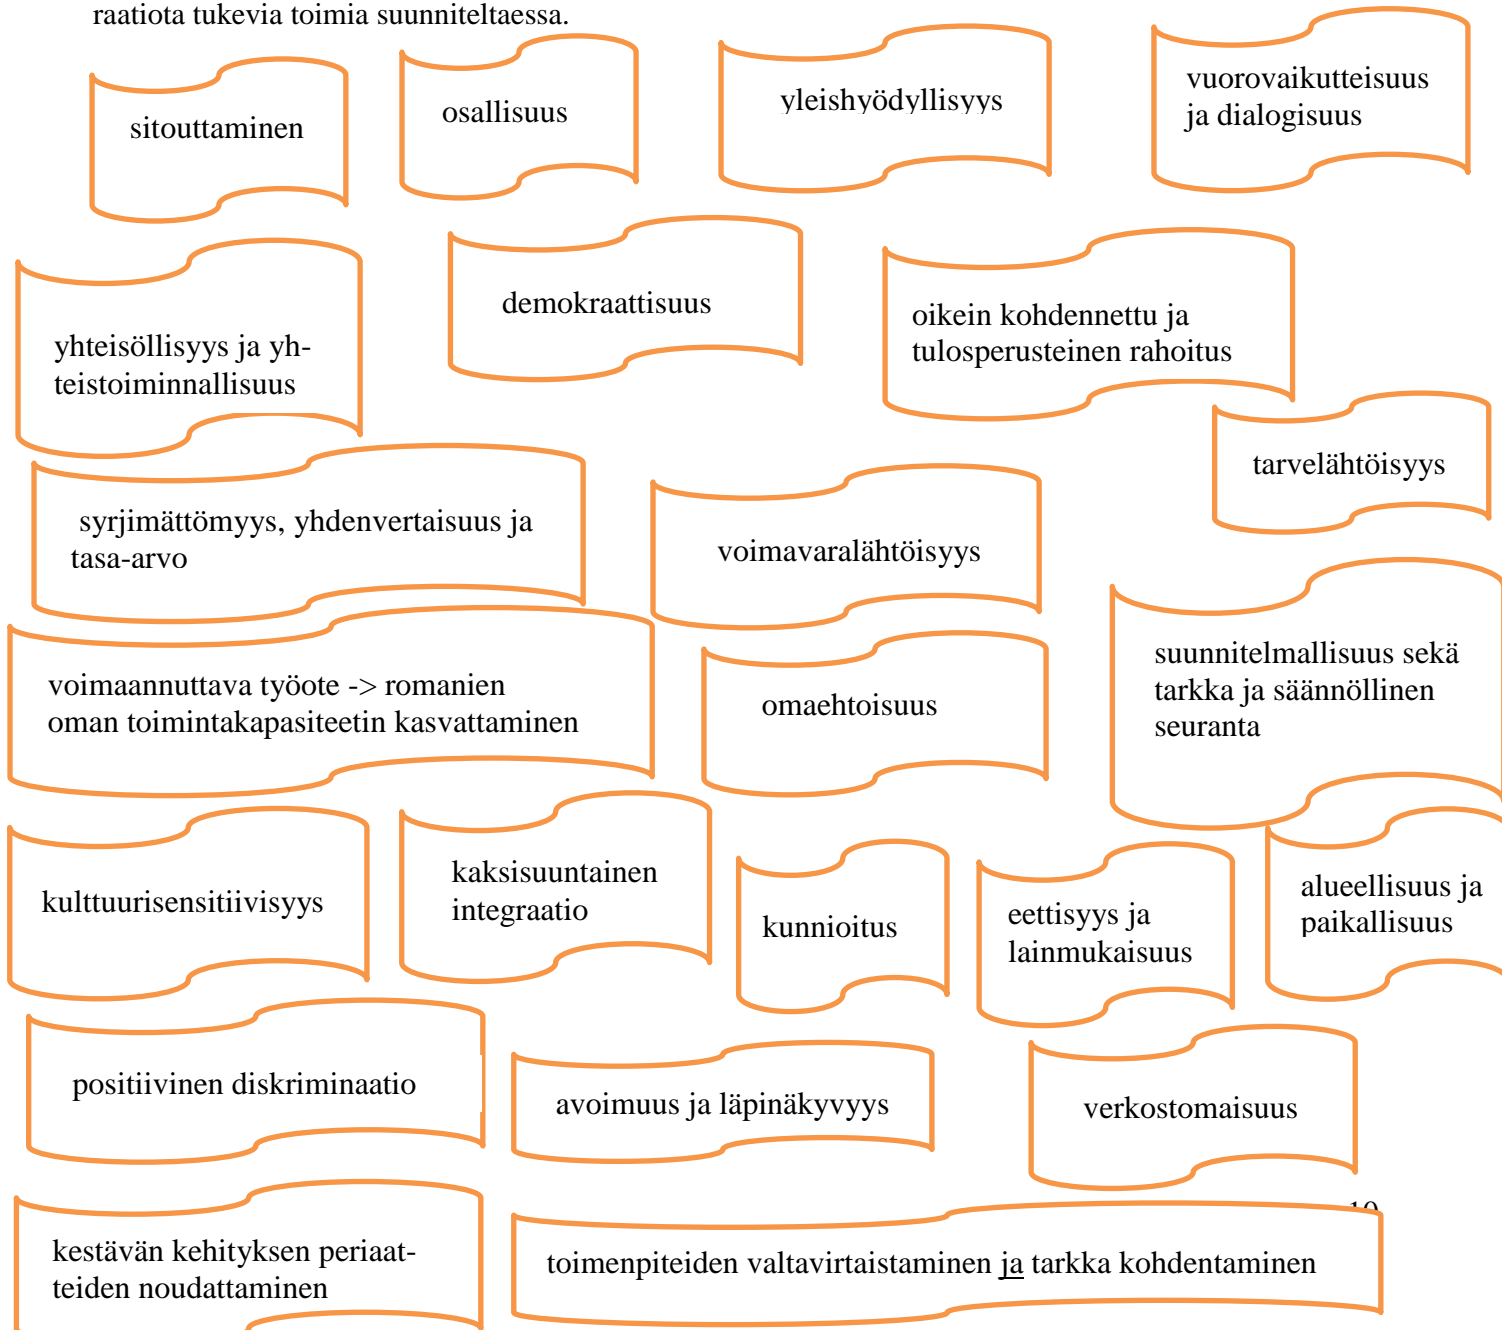 raatiota tukevia toimia suunniteltaessa.
sitouttaminen
osallisuus
yleishyödyllisyys
vuorovaikutteisuus
ja dialogisuus
yhteisöllisyys ja yh-
teistoiminnallisuus
demokraattisuus
oikein kohdennettu ja
tulosperusteinen rahoitus
tarvelähtöisyys
syrjimättömyys, yhdenvertaisuus ja
tasa-arvo
voimavaralähtöisyys
voimaannuttava työote -> romanien
oman toimintakapasiteetin kasvattaminen
omaehtoisuus
suunnitelmallisuus sekä
tarkka ja säännöllinen
seuranta
kulttuurisensitiivisyys
kaksisuuntainen
integraatio
kunnioitus
eettisyys ja
lainmukaisuus
alueellisuus ja
paikallisuus
positiivinen diskriminaatio
avoimuus ja läpinäkyvyys
verkostomaisuus
kestävän kehityksen periaat-
teiden noudattaminen
toimenpiteiden valtavirtaistaminen ja tarkka kohdentaminen